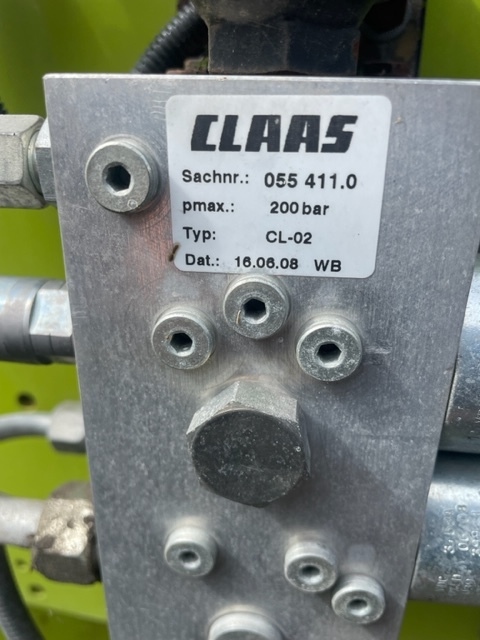 CLAAS
Sachnr.: 055 411.0
pmax.: 200 bar
Typ: CL-02
Dat.: 16.06.08 WB